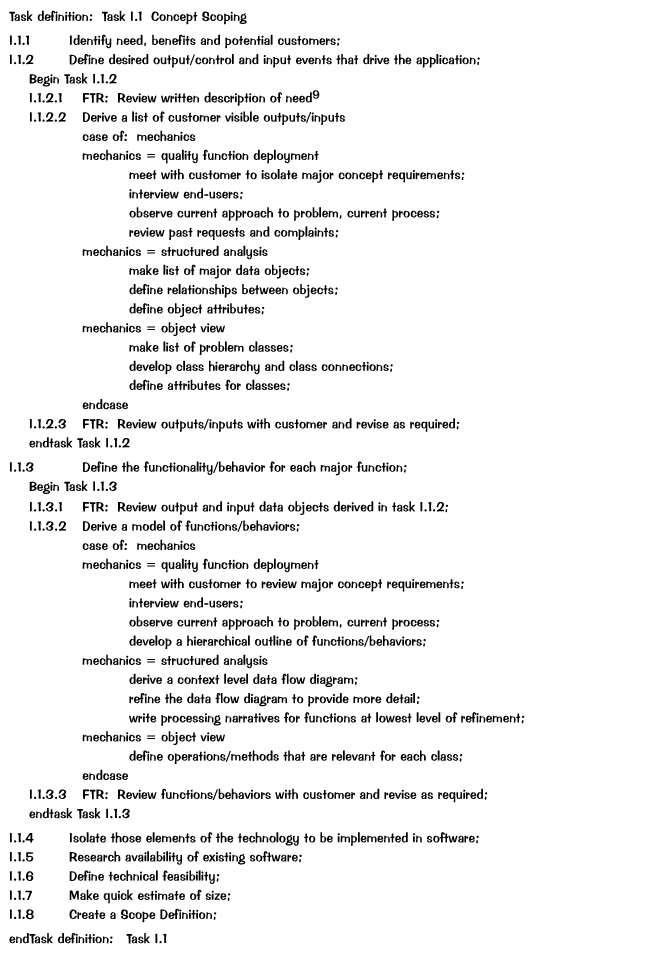 Task definition: Task I.1 Concept Scoping
I.1.1 Identify need, benefits and potential customers;
I.1.2 Define desired output/control and input events that drive the application;
Begin Task I.1.2
I.1.2.1 FTR: Review written description of need9
I.1.2.2 Derive a list of customer visible outputs/inputs
case of: mechanics
mechanics = quality function deployment
meet with customer to isolate major concept requirements;
interview end-users;
observe current approach to problem, current process;
review past requests and complaints;
mechanics = structured analysis
make list of major data objects;
define relationships between objects;
define object attributes;
mechanics = object view
make list of problem classes;
develop class hierarchy and class connections;
define attributes for classes;
endcase
I.1.2.3 FTR: Review outputs/inputs with customer and revise as required;
endtask Task I.1.2
I.1.3 Define the functionality/behavior for each major function;
Begin Task I.1.3
I.1.3.1 FTR: Review output and input data objects derived in task I.1.2;
I.1.3.2 Derive a model of functions/behaviors;
case of: mechanics
mechanics = quality function deployment
meet with customer to review major concept requirements;
interview end-users;
observe current approach to problem, current process;
develop a hierarchical outline of functions/behaviors;
mechanics = structured analysis
derive a context level data flow diagram;
refine the data flow diagram to provide more detail;
write processing narratives for functions at lowest level of refinement;
mechanics = object view
define operations/methods that are relevant for each class;
endcase
I.1.3.3 FTR: Review functions/behaviors with customer and revise as required;
endtask Task I.1.3
I.1.4 Isolate those elements of the technology to be implemented in software;
I.1.5 Research availability of existing software;
I.1.6 Define technical feasibility;
I.1.7 Make quick estimate of size;
I.1.8 Create a Scope Definition;
endTask definition: Task I.1